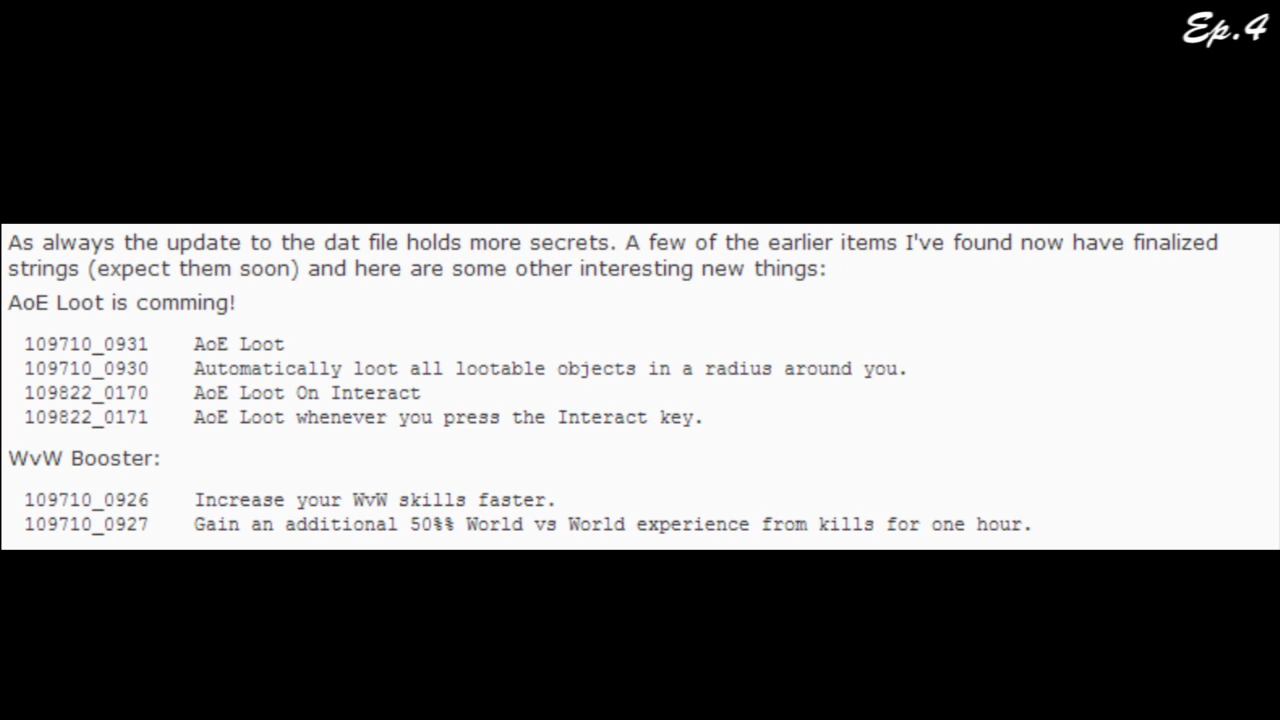 Ep.4
As always the update to the dat file holds more secrets. A few of the earlier items I've found now have finalized
strings (expect them soon) and here are some other interesting new things:
AoE Loot is comming!
109710_0931 AoE Loot
109710_0930 Automatically loot all lootable objects in a radius around you.
109822_0170 AoE Loot On Interact
109822_0171 AoE Loot whenever you press the Interact key.
WvW Booster:
109710_0926 Increase your WvW skills faster.
109710_0927 Gain an additional 50%% World vs World experience from kills for one hour.